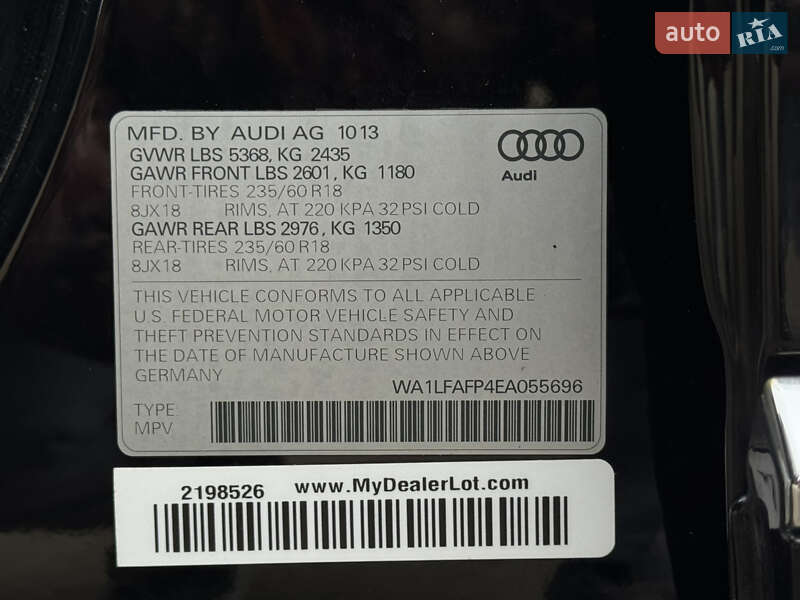 auto RIA.com
MFD. BY AUDI AG 1013
GVWR LBS 5368, KG 2435
GAWR FRONT LBS 2601, KG 1180
FRONT-TIRES 235/60 R18
8JX18 RIMS, AT 220 KPA 32 PSI COLD
GAWR REAR LBS 2976, KG 1350
REAR-TIRES 235/60 R18
8JX18 RIMS, AT 220 KPA 32 PSI COLD
Audi
THIS VEHICLE CONFORMS TO ALL APPLICABLE
U.S. FEDERAL MOTOR VEHICLE SAFETY AND
THEFT PREVENTION STANDARDS IN EFFECT ON
THE DATE OF MANUFACTURE SHOWN ABOVE
GERMANY
WA1LFAFP4EA055696
TYPE:
MPV
2198526 www.MyDealerLot.com